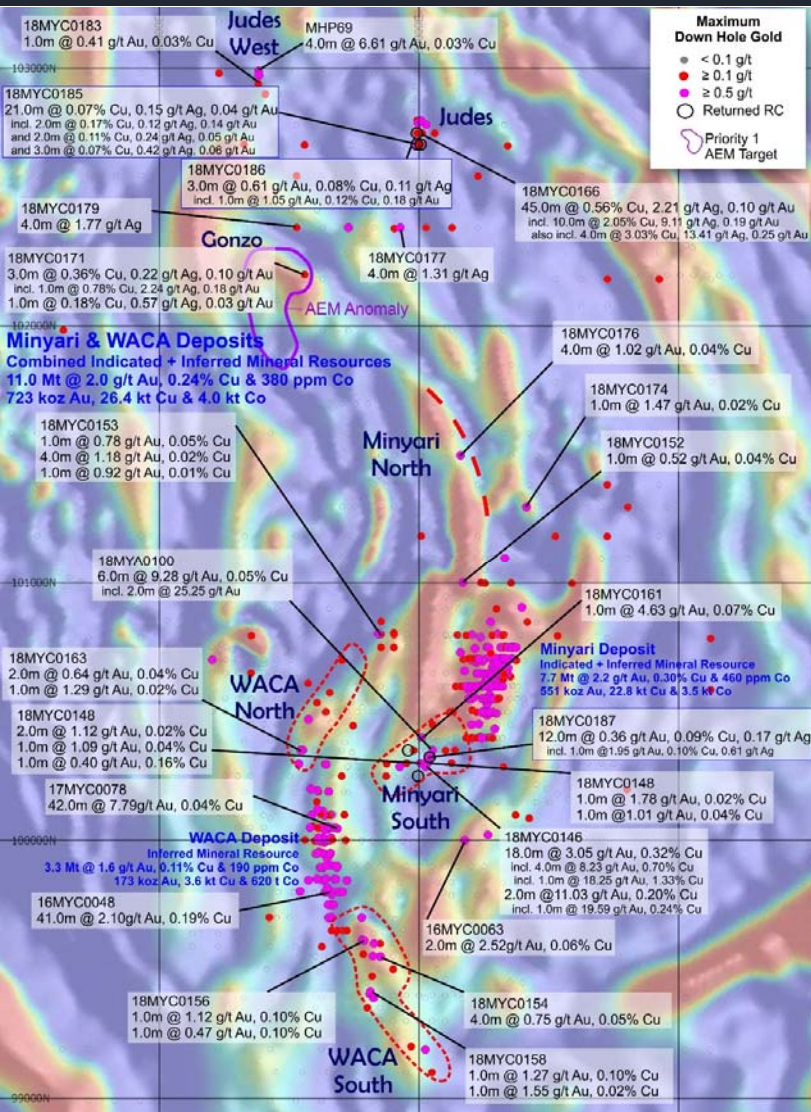 18MYC0183
1.0m @ 0.41 g/t Au, 0.03% Cu
Judes
West
MHP69
4.0m @ 6.61 g/t Au, 0.03% Cu
Maximum
Down Hole Gold
< 0.1 g/t
≥ 0.1 g/t
≥ 0.5 g/t
Returned RC
Priority 1
AEM Target
103000N
18MYC0185
21.0m @ 0.07% Cu, 0.15 g/t Ag, 0.04 g/t Au
incl. 2.0m @ 0.17% Cu, 0.12 g/t Ag, 0.14 g/t Au
and 2.0m @ 0.11% Cu, 0.24 g/t Ag, 0.05 g/t Au
and 3.0m @ 0.07% Cu, 0.42 g/t Ag, 0.06 g/t Au
Judes
18MYC0186
3.0m @ 0.61 g/t Au, 0.08% Cu, 0.11 g/t Ag
incl. 1.0m @ 1.05 g/t Au, 0.12% Cu, 0.18 g/t Au
18MYC0166
45.0m @ 0.56% Cu, 2.21 g/t Ag, 0.10 g/t Au
incl. 10.0m @ 2.05% Cu, 9.11 g/t Ag, 0.19 g/t Au
also incl. 4.0m @ 3.03% Cu, 13.41 g/t Ag, 0.25 g/t Au
18MYC0179
4.0m @ 1.77 g/t Ag
Gonzo
18MYC0177
4.0m @ 1.31 g/t Ag
18MYC0171
3.0m @ 0.36% Cu, 0.22 g/t Ag, 0.10 g/t Au
incl. 1.0m @ 0.78% Cu, 2.24 g/t Ag, 0.18 g/t Au
1.0m @ 0.18% Cu, 0.57 g/t Ag, 0.03 g/t Au
AEM Anomaly
102000N
Minyari & WACA Deposits
Combined Indicated + Inferred Mineral Resources
11.0 Mt @ 2.0 g/t Au, 0.24% Cu & 380 ppm Co
723 koz Au, 26.4 kt Cu & 4.0 kt Co
18MYC0176
4.0m @ 1.02 g/t Au, 0.04% Cu
18MYC0174
1.0m @ 1.47 g/t Au, 0.02% Cu
18MYC0153
1.0m @ 0.78 g/t Au, 0.05% Cu
4.0m @ 1.18 g/t Au, 0.02% Cu
1.0m @ 0.92 g/t Au, 0.01% Cu
Minyari
North
18MYC0152
1.0m @ 0.52 g/t Au, 0.04% Cu
18MYA0100
6.0m @ 9.28 g/t Au, 0.05% Cu
incl. 2.0m @ 25.25 g/t Au
101000N
18MYC0161
1.0m @ 4.63 g/t Au, 0.07% Cu
Minyari Deposit
Indicated + Inferred Mineral Resource
7.7 Mt @ 2.2 g/t Au, 0.30% Cu & 460 ppm Co
551 koz Au, 22.8 kt Cu & 3.5 kt Co
18MYC0163
2.0m @ 0.64 g/t Au, 0.04% Cu
1.0m @ 1.29 g/t Au, 0.02% Cu
WACA
North
18MYC0148
2.0m @ 1.12 g/t Au, 0.02% Cu
1.0m @ 1.09 g/t Au, 0.04% Cu
1.0m @ 0.40 g/t Au, 0.16% Cu
18MYC0187
12.0m @ 0.36 g/t Au, 0.09% Cu, 0.17 g/t Ag
incl. 1.0m @1.95 g/t Au, 0.10% Cu, 0.61 g/t Ag
17MYC0078
42.0m @ 7.79g/t Au, 0.04% Cu
Minyari
South
18MYC0148
1.0m @ 1.78 g/t Au, 0.02% Cu
1.0m @1.01 g/t Au, 0.04% Cu
WACA Deposit
Inferred Mineral Resource
3.3 Mt @ 1.6 g/t Au, 0.11% Cu & 190 ppm Co
173 koz Au, 3.6 kt Cu & 620 t Co
100000N
18MYC0146
18.0m @ 3.05 g/t Au, 0.32% Cu
incl. 4.0m @ 8.23 g/t Au, 0.70% Cu
incl. 1.0m @ 18.25 g/t Au, 1.33% Cu
2.0m @11.03 g/t Au, 0.20% Cu
incl. 1.0m @ 19.59 g/t Au, 0.24% Cu
16MYC0048
41.0m @ 2.10g/t Au, 0.19% Cu
16MYC0063
2.0m @ 2.52g/t Au, 0.06% Cu
18MYC0156
1.0m @ 1.12 g/t Au, 0.10% Cu
1.0m @ 0.47 g/t Au, 0.10% Cu
18MYC0154
4.0m @ 0.75 g/t Au, 0.05% Cu
WACA
South
18MYC0158
1.0m @ 1.27 g/t Au, 0.10% Cu
1.0m @ 1.55 g/t Au, 0.02% Cu
99000N